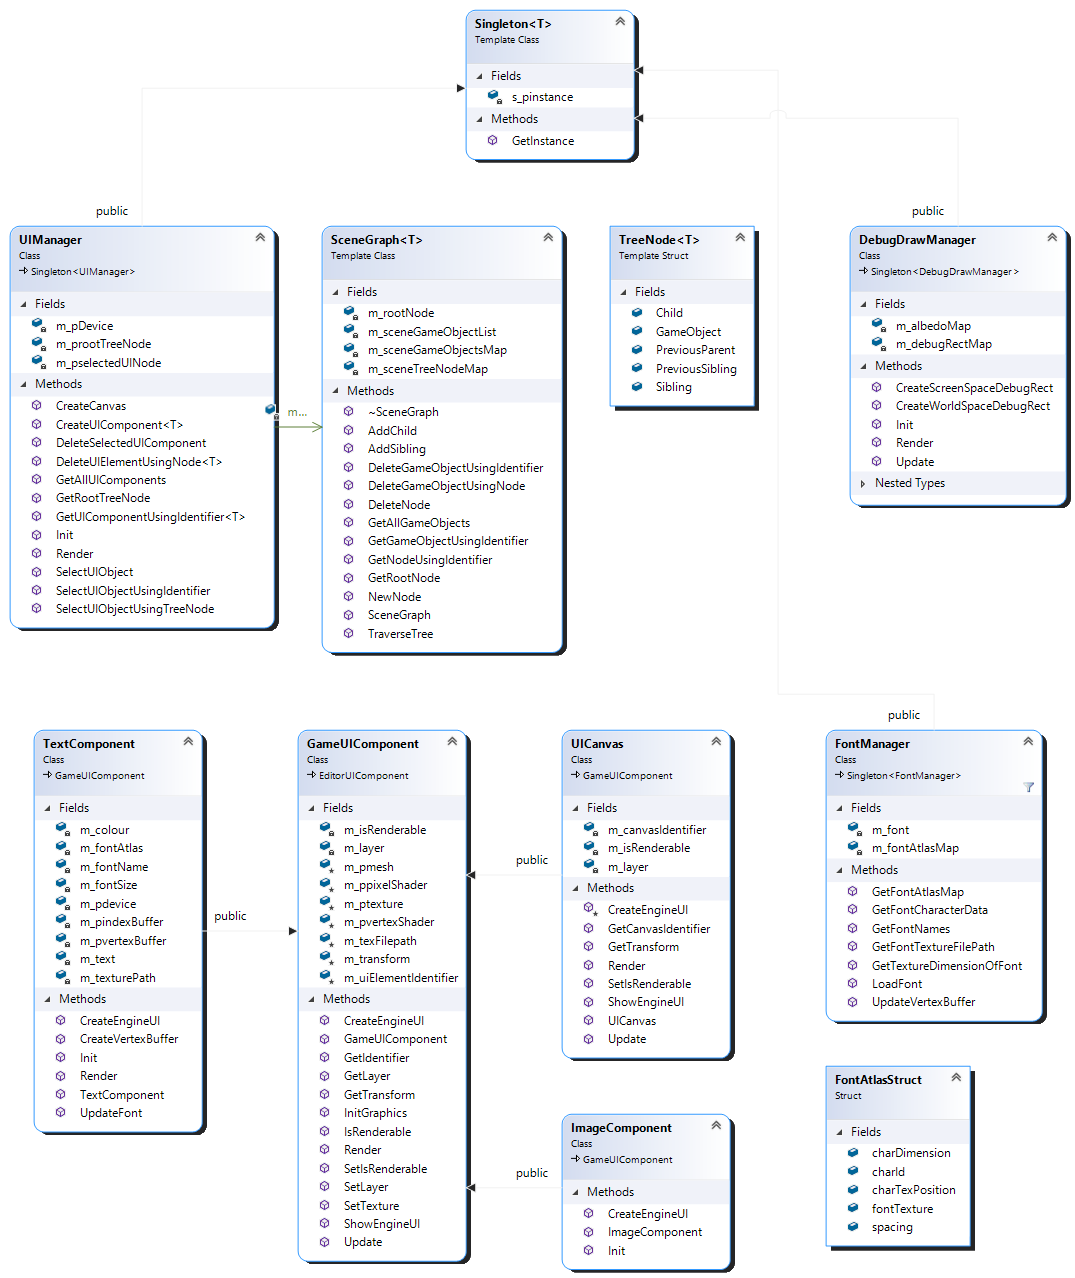 Singleton<T>
Template Class
Fields
s_pinstance
Methods
GetInstance
public
public
UIManager
Class
Singleton<UIManager>
Fields
m_pDevice
m_prootTreeNode
m_pselectedUINode
Methods
CreateCanvas
CreateUIComponent<T>
DeleteSelectedUIComponent
DeleteUIElementUsingNode<T>
GetAllUIComponents
GetRootTreeNode
GetUIComponentUsingIdentifier<T>
Init
Render
SelectUIObject
SelectUIObjectUsingIdentifier
SelectUIObjectUsingTreeNode
m...
SceneGraph<T>
Template Class
Fields
m_rootNode
m_sceneGameObjectList
m_sceneGameObjectsMap
m_sceneTreeNodeMap
Methods
~SceneGraph
AddChild
AddSibling
DeleteGameObjectUsingIdentifier
DeleteGameObjectUsingNode
DeleteNode
GetAllGameObjects
GetGameObjectUsingIdentifier
GetNodeUsingIdentifier
GetRootNode
NewNode
SceneGraph
TraverseTree
TreeNode<T>
Template Struct
Fields
Child
GameObject
PreviousParent
PreviousSibling
Sibling
DebugDrawManager
Class
Singleton<DebugDrawManager>
Fields
m_albedoMap
m_debugRectMap
Methods
CreateScreenSpaceDebugRect
CreateWorldSpaceDebugRect
Init
Render
Update
Nested Types
public
TextComponent
Class
GameUIComponent
Fields
m_colour
m_fontAtlas
m_fontName
m_fontSize
m_pdevice
m_pindexBuffer
m_pvertexBuffer
m_text
m_texturePath
Methods
CreateEngineUI
CreateVertexBuffer
Init
Render
TextComponent
UpdateFont
public
GameUIComponent
Class
EditorUIComponent
Fields
m_isRenderable
m_layer
m_pmesh
m_ppixelShader
m_ptexture
m_pvertexShader
m_texFilepath
m_transform
m_uiElementIdentifier
Methods
CreateEngineUI
GameUIComponent
GetIdentifier
GetLayer
GetTransform
InitGraphics
IsRenderable
Render
SetIsRenderable
SetLayer
SetTexture
ShowEngineUI
Update
public
UICanvas
Class
GameUIComponent
Fields
m_canvasIdentifier
m_isRenderable
m_layer
Methods
CreateEngineUI
GetCanvasIdentifier
GetTransform
Render
SetIsRenderable
ShowEngineUI
UICanvas
Update
public
ImageComponent
Class
GameUIComponent
Methods
CreateEngineUI
ImageComponent
Init
FontManager
Class
Singleton<FontManager>
Fields
m_font
m_fontAtlasMap
Methods
GetFontAtlasMap
GetFontCharacterData
GetFontNames
GetFontTextureFilePath
GetTextureDimensionOfFont
LoadFont
UpdateVertexBuffer
FontAtlasStruct
Struct
Fields
charDimension
charId
charTexPosition
fontTexture
spacing